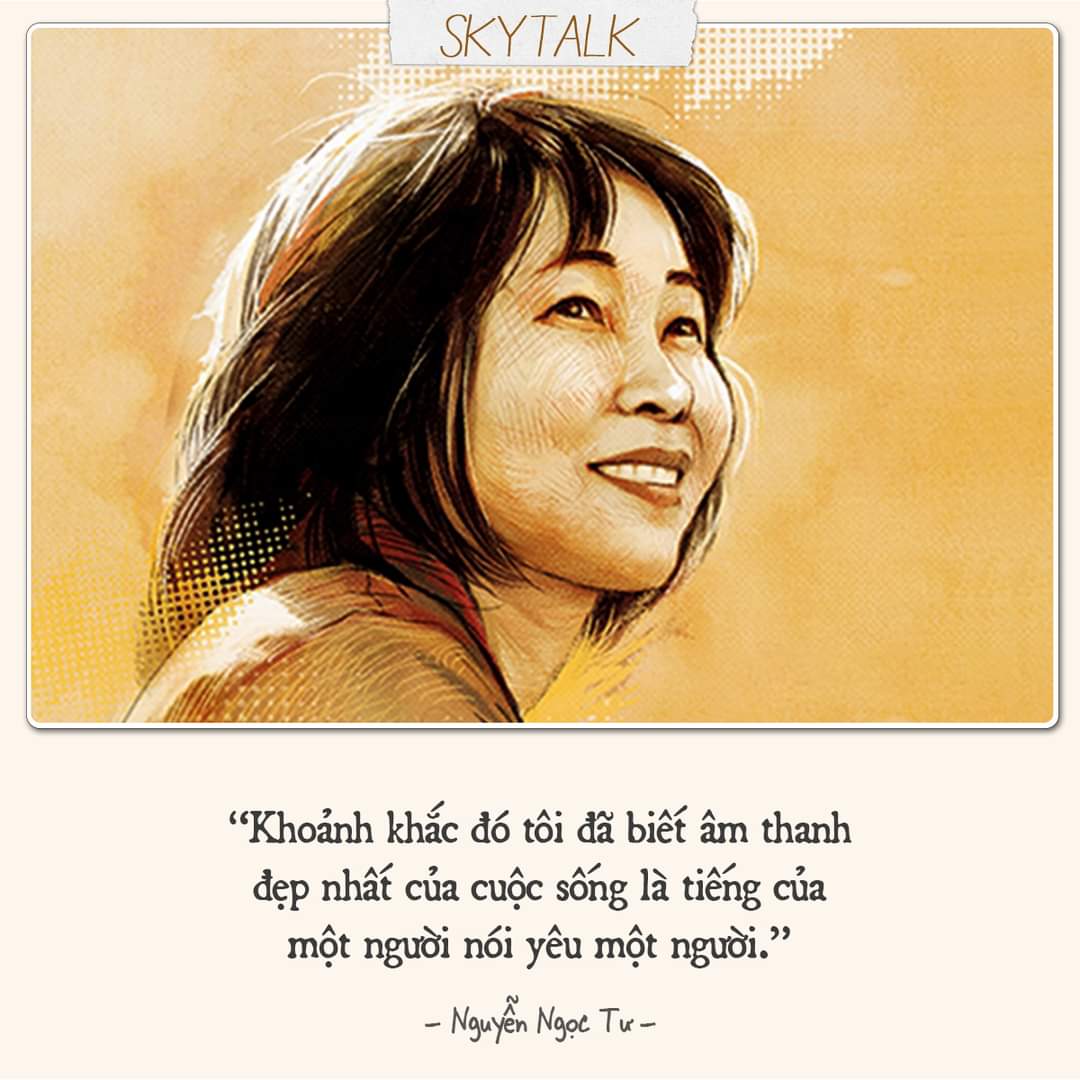 SKYTALK
“Khoảnh khắc đó tôi đã biết âm thanh
đẹp nhất của cuộc sống là tiếng của
một người nói yêu một người.”
– Nguyễn Ngọc Tư –